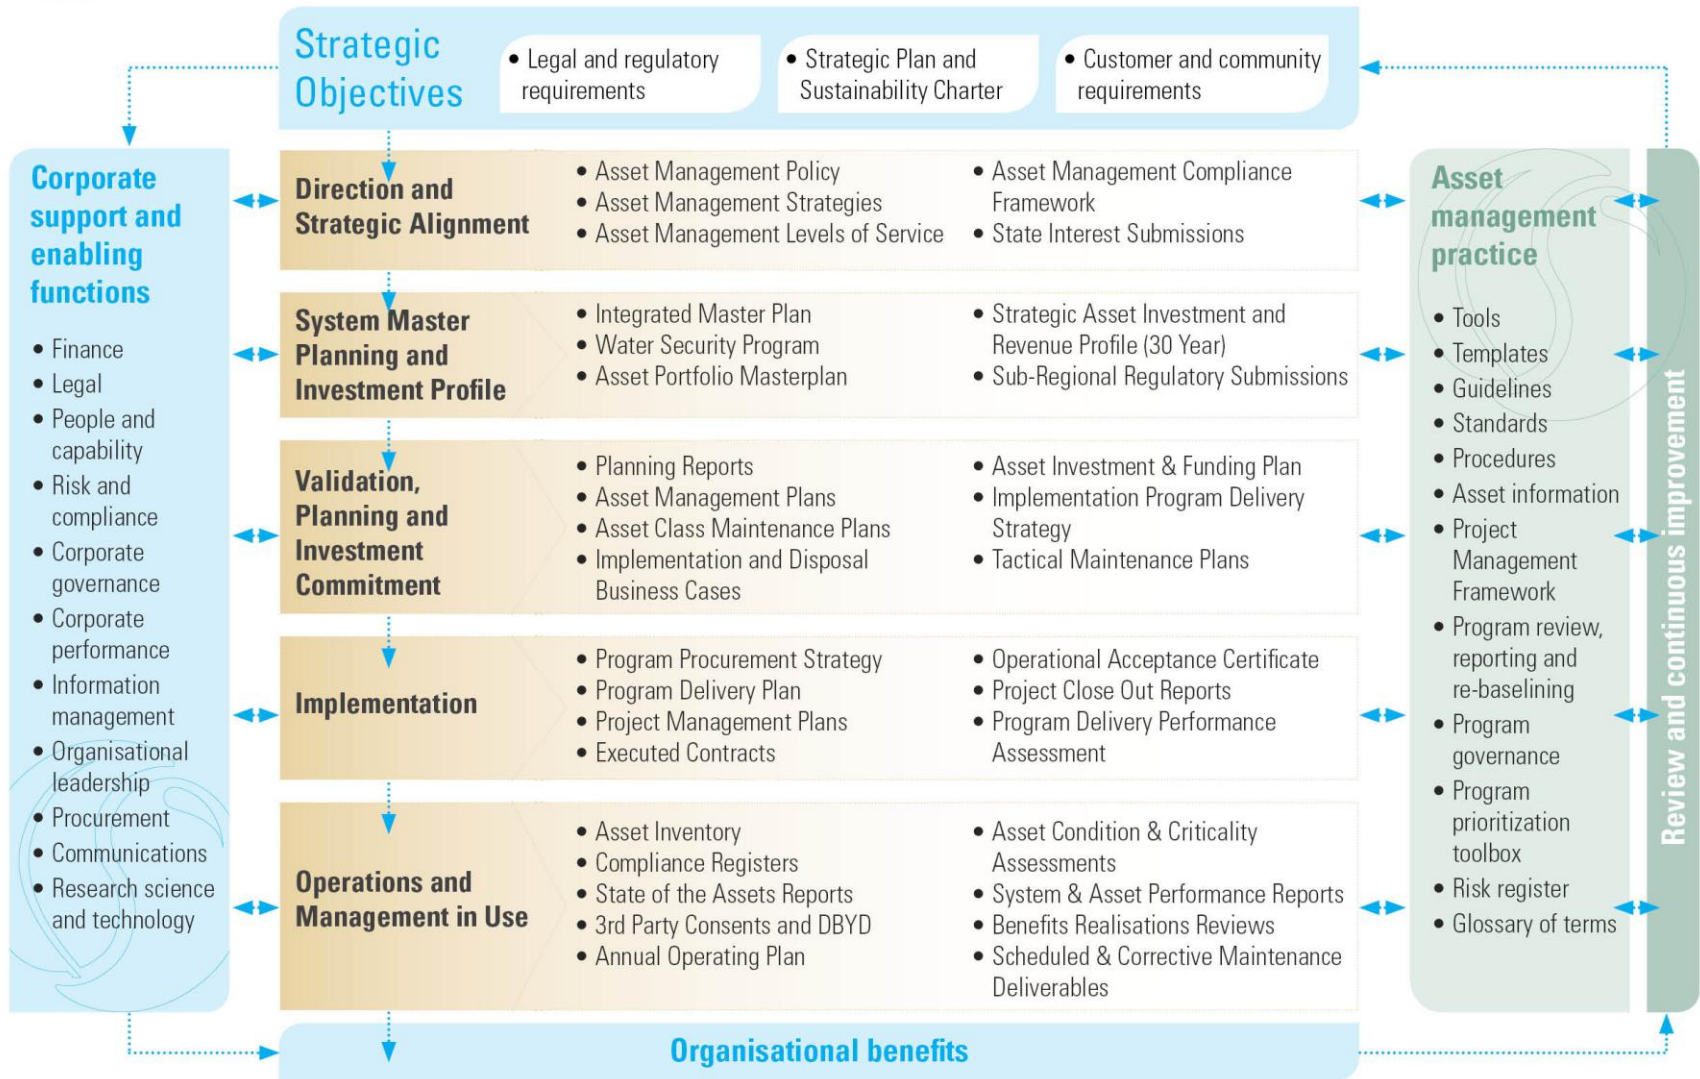 Strategic
Objectives
• Legal and regulatory
requirements
• Strategic Plan and
Sustainability Charter
• Customer and community
requirements
Corporate
support and
enabling
functions
• Finance
• Legal
• People and
capability
• Risk and
compliance
• Corporate
governance
• Corporate
performance
• Information
management
• Organisational
leadership
• Procurement
• Communications
• Research science
and technology
Direction and
Strategic Alignment
• Asset Management Policy
• Asset Management Strategies
• Asset Management Levels of Service
• Asset Management Compliance
Framework
• State Interest Submissions
System Master
Planning and
Investment Profile
• Integrated Master Plan
• Water Security Program
• Asset Portfolio Masterplan
• Strategic Asset Investment and
Revenue Profile (30 Year)
• Sub-Regional Regulatory Submissions
Validation,
Planning and
Investment
Commitment
• Planning Reports
• Asset Management Plans
• Asset Class Maintenance Plans
• Implementation and Disposal
Business Cases
• Asset Investment & Funding Plan
• Implementation Program Delivery
Strategy
• Tactical Maintenance Plans
Implementation
• Program Procurement Strategy
• Program Delivery Plan
• Project Management Plans
• Executed Contracts
• Operational Acceptance Certificate
• Project Close Out Reports
• Program Delivery Performance
Assessment
Operations and
Management in Use
• Asset Inventory
• Compliance Registers
• State of the Assets Reports
• 3rd Party Consents and DBYD
• Annual Operating Plan
• Asset Condition & Criticality
Assessments
• System & Asset Performance Reports
• Benefits Realisations Reviews
• Scheduled & Corrective Maintenance
Deliverables
Asset
management
practice
• Tools
• Templates
• Guidelines
• Standards
• Procedures
• Asset information
• Project
Management
Framework
• Program review,
reporting and
re-baselining
• Program
governance
• Program
prioritization
toolbox
• Risk register
• Glossary of terms
Review and continuous improvement
Organisational benefits